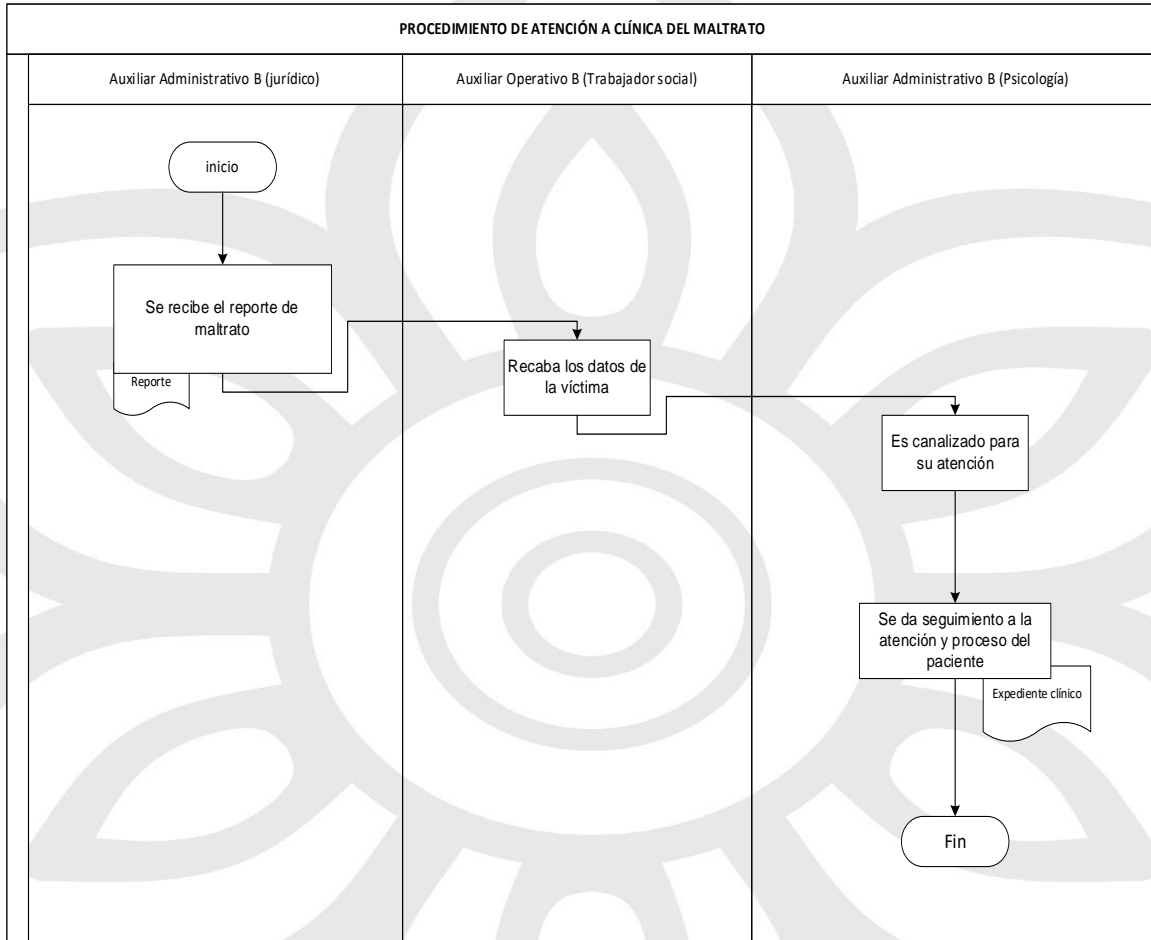 PROCEDIMIENTO DE ATENCIÓN A CLÍNICA DEL MALTRATO
Auxiliar Administrativo B (jurídico)
Auxiliar Operativo B (Trabajador social)
Auxiliar Administrativo B (Psicología)
inicio
Se recibe el reporte de
maltrato
Reporte
Recaba los datos de
la víctima
Es canalizado para
su atención
Se da seguimiento a la
atención y proceso del
paciente
Expediente clínico
Fin